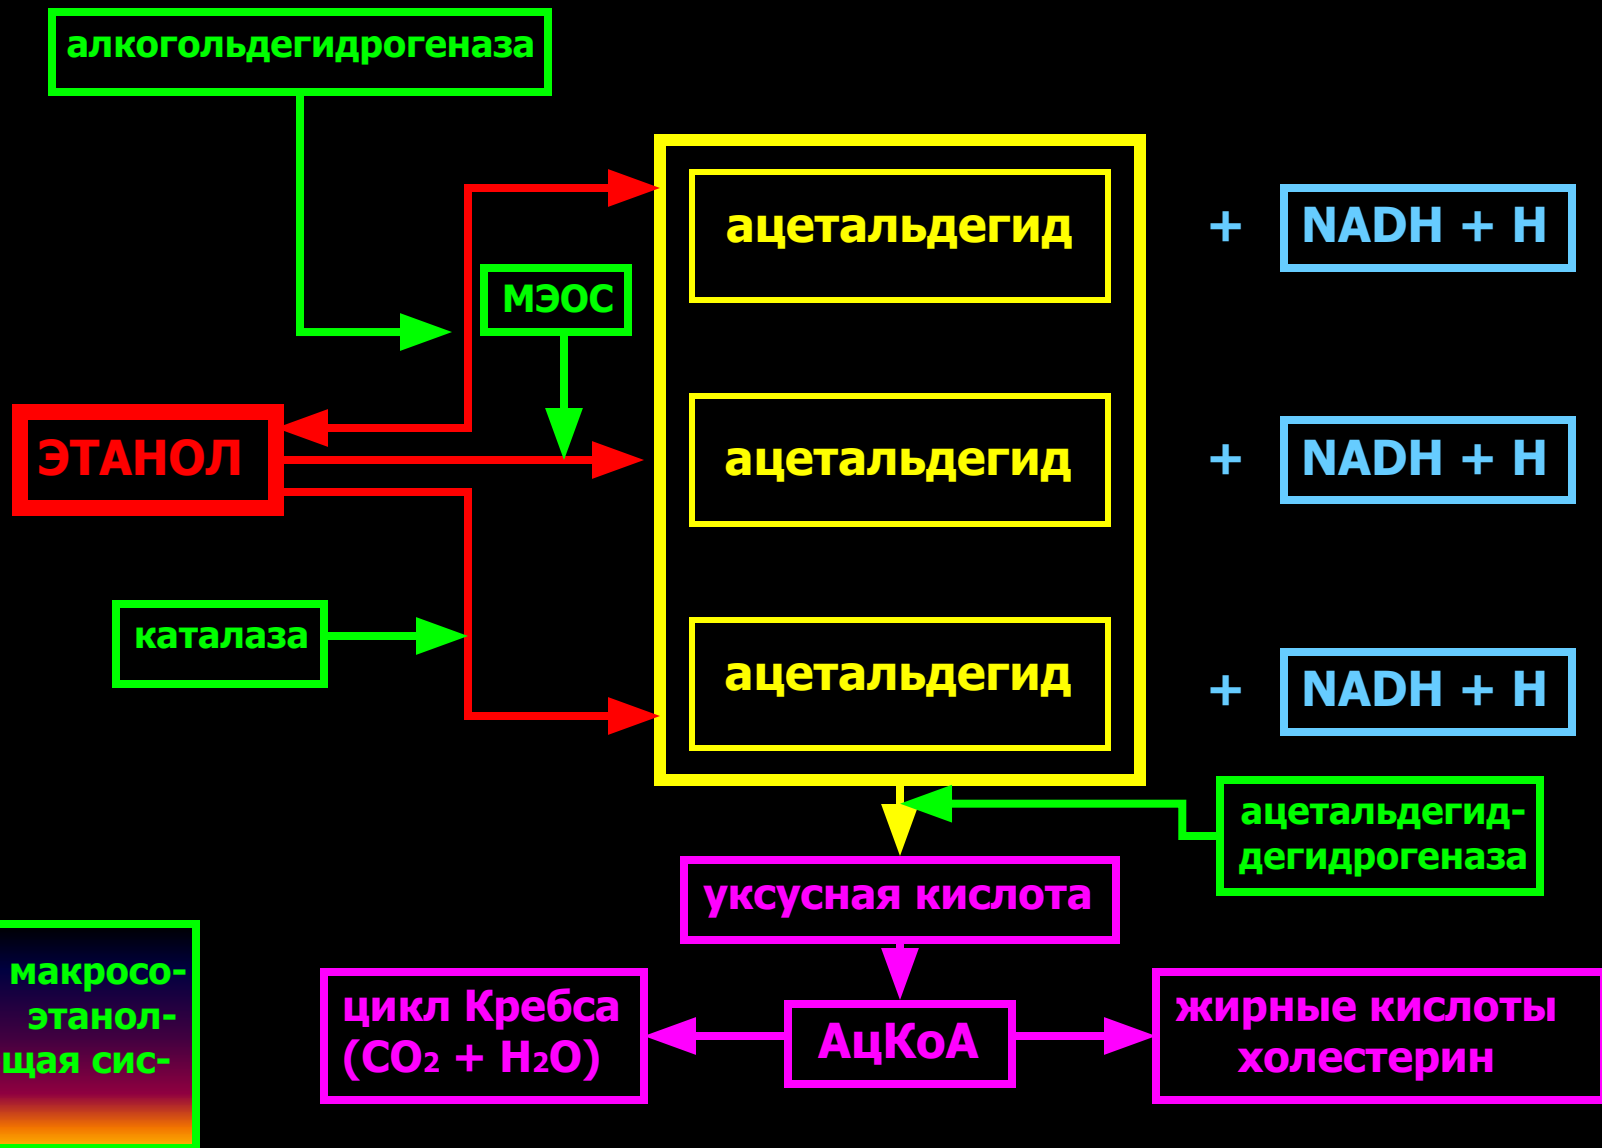 алкогольдегидрогеназа
ацетальдегид
+
NADH + H
МЭОС
ЭТАНОЛ
ацетальдегид
+
NADH + H
каталаза
ацетальдегид
+
NADH + H
ацетальдегид-
дегидрогеназа
уксусная кислота
макросо-
этанол-
щая сис-
цикл Кребса
(CO₂ + H₂O)
АцКоА
жирные кислоты
холестерин